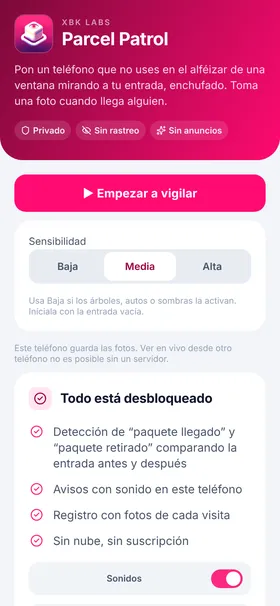 XBK LABS
Parcel Patrol
Pon un teléfono que no uses en el alféizar de una
ventana mirando a tu entrada, enchufado. Toma
una foto cuando llega alguien.
Privado
Sin rastreo
Sin anuncios
Empezar a vigilar
Sensibilidad
Baja
Media
Alta
Usa Baja si los árboles, autos o sombras la activan.
Iníciala con la entrada vacía.
Este teléfono guarda las fotos. Ver en vivo desde otro
teléfono no es posible sin un servidor.
Todo está desbloqueado
Detección de “paquete llegado” y
“paquete retirado” comparando la
entrada antes y después
Avisos con sonido en este teléfono
Registro con fotos de cada visita
Sin nube, sin suscripción
Sonidos